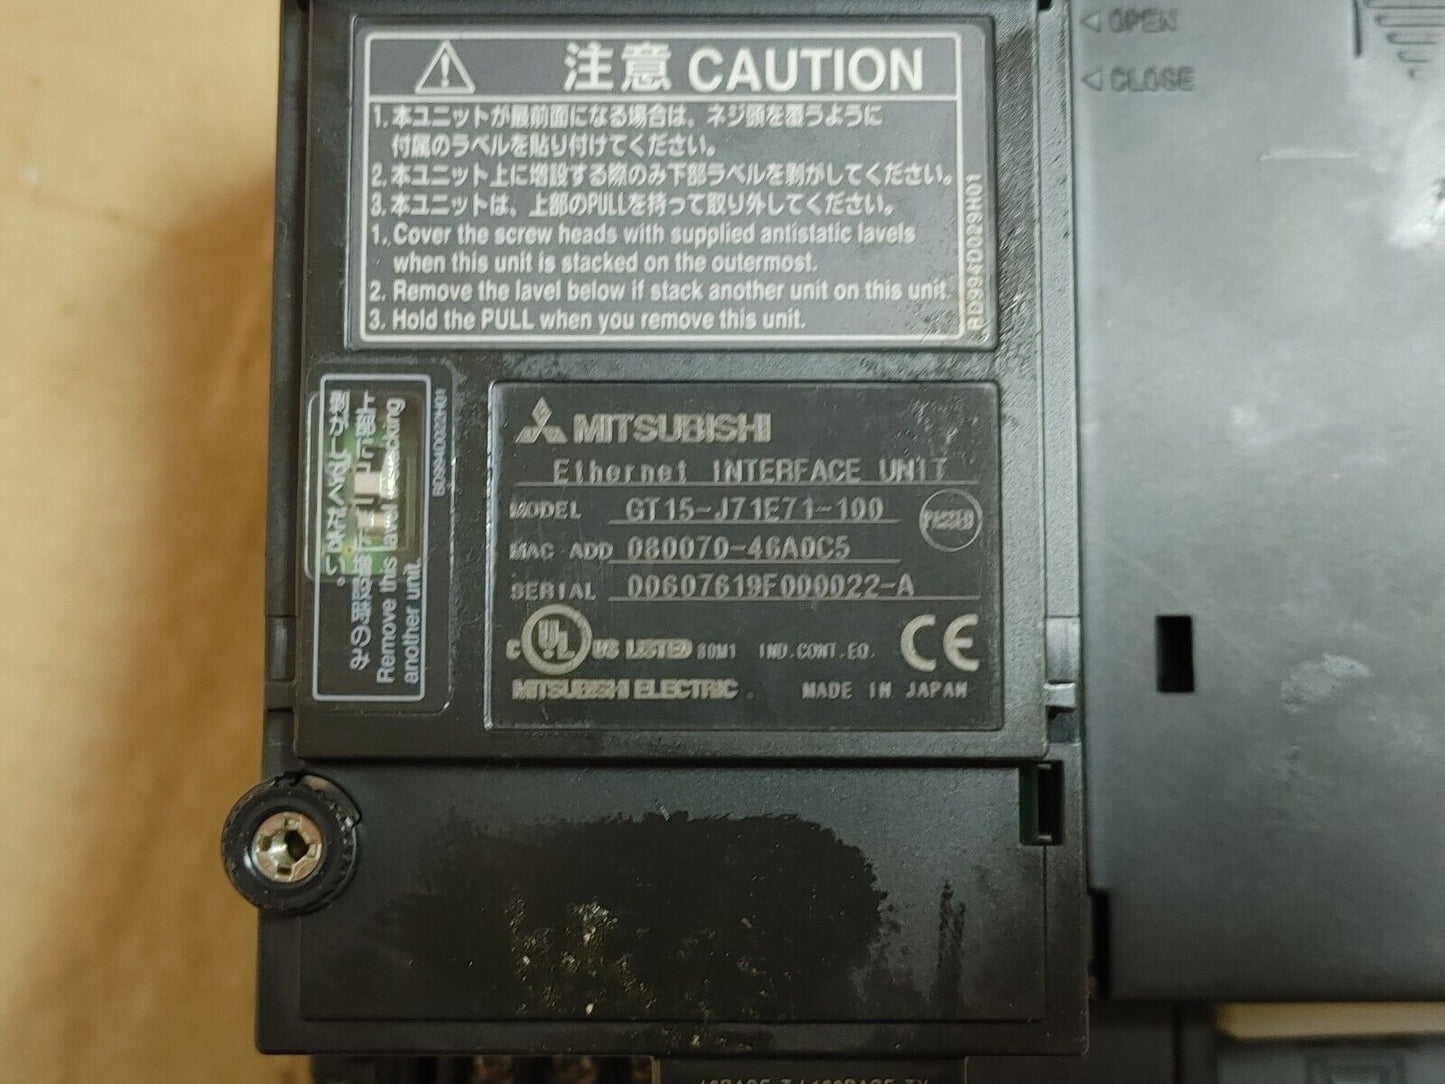 注意 CAUTION
1. 本ユニットが最前面になる場合は、ネジ頭を覆うように
付属のラベルを貼り付けてください。
2. 本ユニット上に増設する際のみ下部ラベルを剥がしてください。
3. 本ユニットは、上部のPULLを持って取り外してください。
1. Cover the screw heads with supplied antistatic lavels
when this unit is stacked on the outermost.
2. Remove the lavel below if stack another unit on this unit.
3. Hold the PULL when you remove this unit.
BD994D029H01
◁ OPEN
◁ CLOSE
Remove this lavel
another unit.
MITSUBISHI
Ethernet INTERFACE UNIT
MODEL GT15-J71E71-100
PASSED
MAC ADD 080070-46A0C5
SERIAL 00607619F000022-A
C UL US LISTED 80M1 IND.CONT.EQ. CE
MITSUBISHI ELECTRIC MADE IN JAPAN